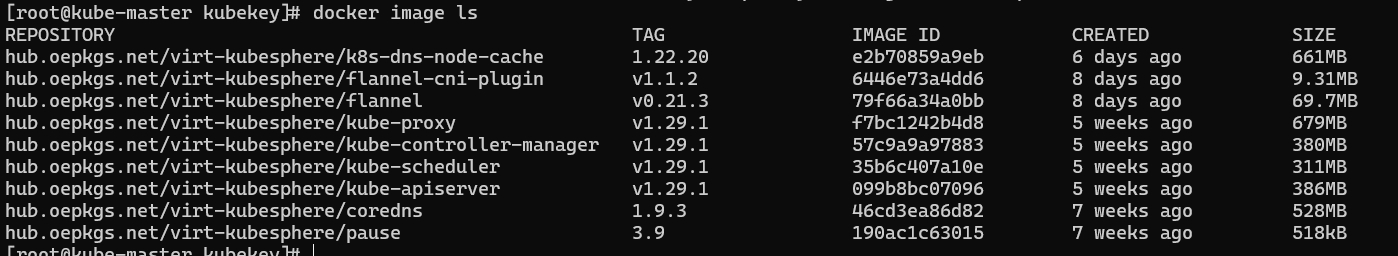 [root@kube-master kubekey]# docker image ls
REPOSITORY TAG IMAGE ID CREATED SIZE
hub.oepkgs.net/virt-kubesphere/k8s-dns-node-cache 1.22.20 e2b70859a9eb 6 days ago 661MB
hub.oepkgs.net/virt-kubesphere/flannel-cni-plugin v1.1.2 6446e73a4dd6 8 days ago 9.31MB
hub.oepkgs.net/virt-kubesphere/flannel v0.21.3 79f66a34a0bb 8 days ago 69.7MB
hub.oepkgs.net/virt-kubesphere/kube-proxy v1.29.1 f7bc1242b4d8 5 weeks ago 679MB
hub.oepkgs.net/virt-kubesphere/kube-controller-manager v1.29.1 57c9a9a97883 5 weeks ago 380MB
hub.oepkgs.net/virt-kubesphere/kube-scheduler v1.29.1 35b6c407a10e 5 weeks ago 311MB
hub.oepkgs.net/virt-kubesphere/kube-apiserver v1.29.1 099b8bc07096 5 weeks ago 386MB
hub.oepkgs.net/virt-kubesphere/coredns 1.9.3 46cd3ea86d82 7 weeks ago 528MB
hub.oepkgs.net/virt-kubesphere/pause 3.9 190ac1c63015 7 weeks ago 518kB
[root@kube-master kubekey]#